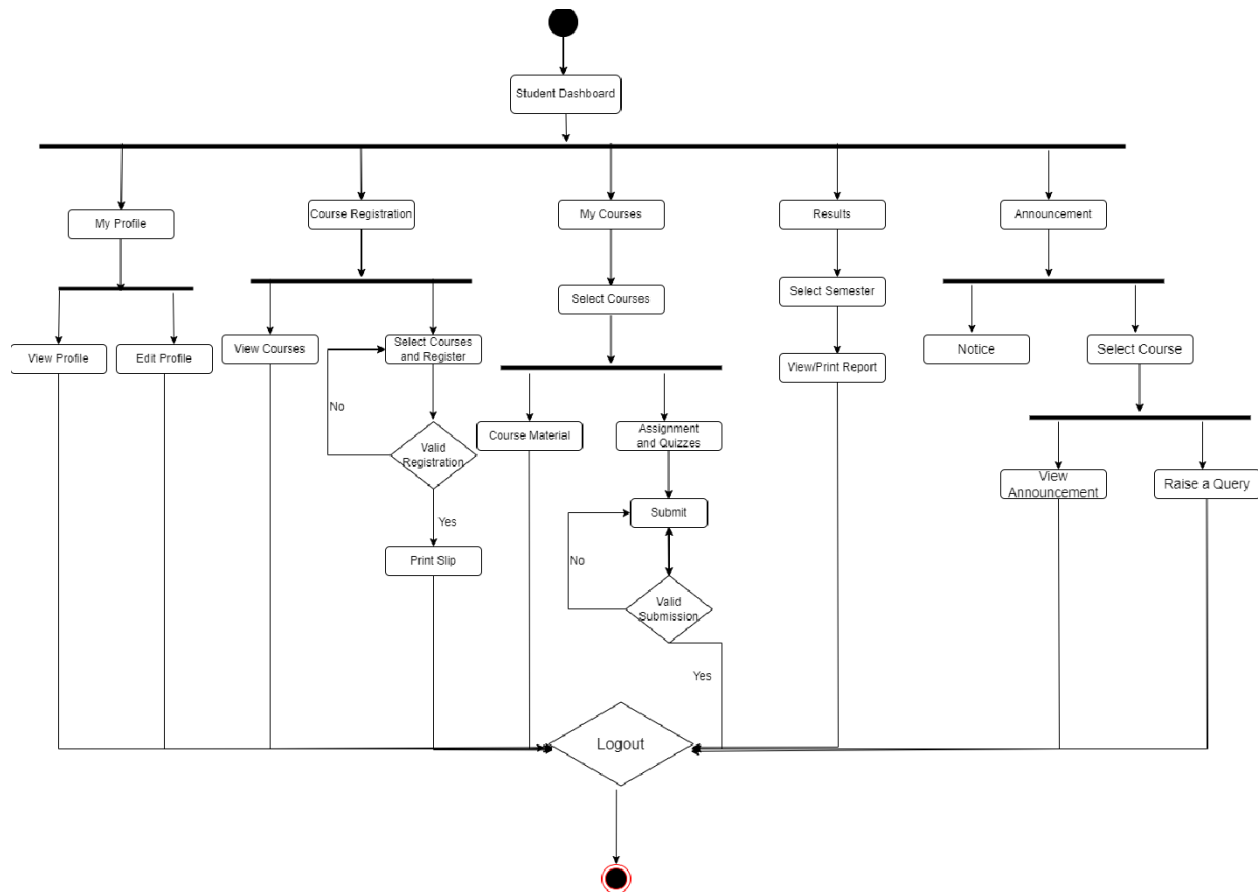 Student Dashboard
My Profile
Course Registration
My Courses
Results
Announcement
Select Courses
Select Semester
View Profile
Edit Profile
View Courses
Select Courses
and Register
View/Print Report
Notice
Select Course
No
Valid
Registration
Course Material
Assignment
and Quizzes
View
Announcement
Raise a Query
Yes
Submit
Print Slip
No
Valid
Submission
Yes
Logout